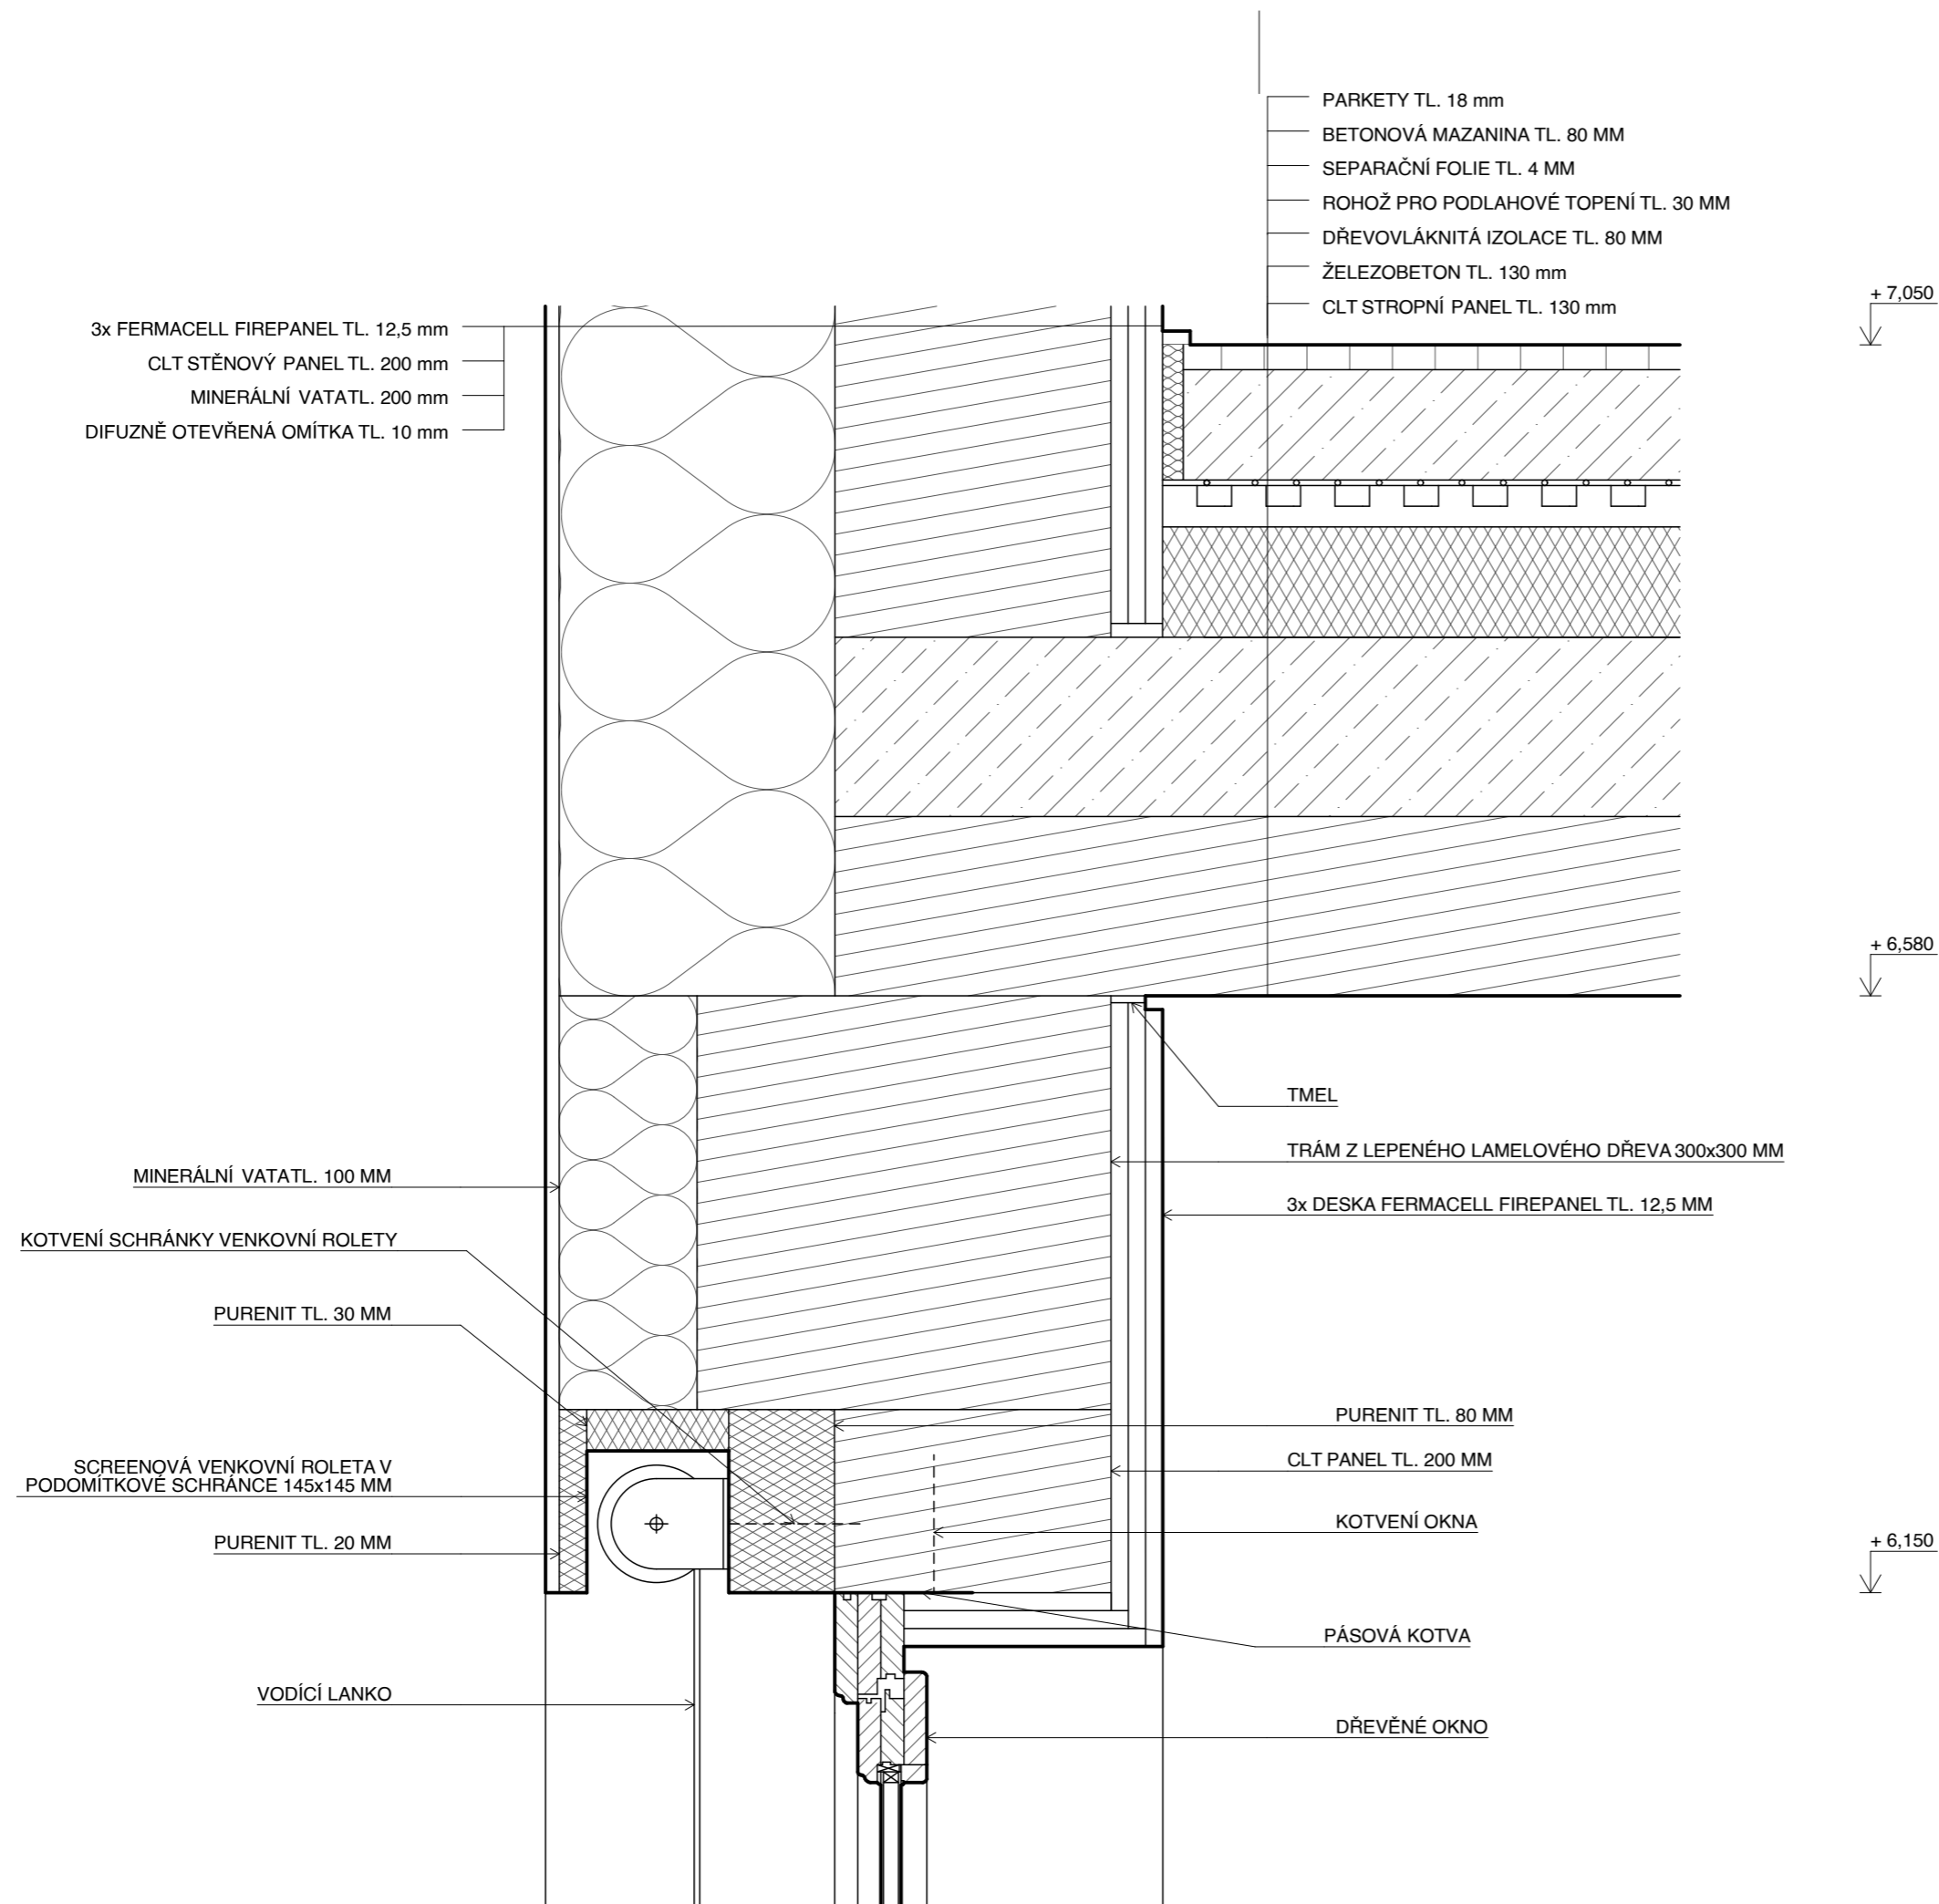 PARKETY TL. 18 mm
BETONOVÁ MAZANINA TL. 80 MM
SEPARAČNÍ FOLIE TL. 4 MM
ROHOŽ PRO PODLAHOVÉ TOPENÍ TL. 30 MM
DŘEVOVLÁKNITÁ IZOLACE TL. 80 MM
ŽELEZOBETON TL. 130 mm
CLT STROPNÍ PANEL TL. 130 mm
+ 7,050
3x FERMACELL FIREPANEL TL. 12,5 mm
CLT STĚNOVÝ PANEL TL. 200 mm
MINERÁLNÍ VATATL. 200 mm
DIFUZNĚ OTEVŘENÁ OMÍTKA TL. 10 mm
+ 6,580
TMEL
TRÁM Z LEPENÉHO LAMELOVÉHO DŘEVA 300x300 MM
MINERÁLNÍ VATATL. 100 MM
3x DESKA FERMACELL FIREPANEL TL. 12,5 MM
KOTVENÍ SCHRÁNKY VENKOVNÍ ROLETY
PURENIT TL. 30 MM
PURENIT TL. 80 MM
SCREENOVÁ VENKOVNÍ ROLETA V
PODOMÍTKOVÉ SCHRÁNCE 145x145 MM
CLT PANEL TL. 200 MM
KOTVENÍ OKNA
PURENIT TL. 20 MM
+ 6,150
PÁSOVÁ KOTVA
VODÍCÍ LANKO
DŘEVĚNÉ OKNO